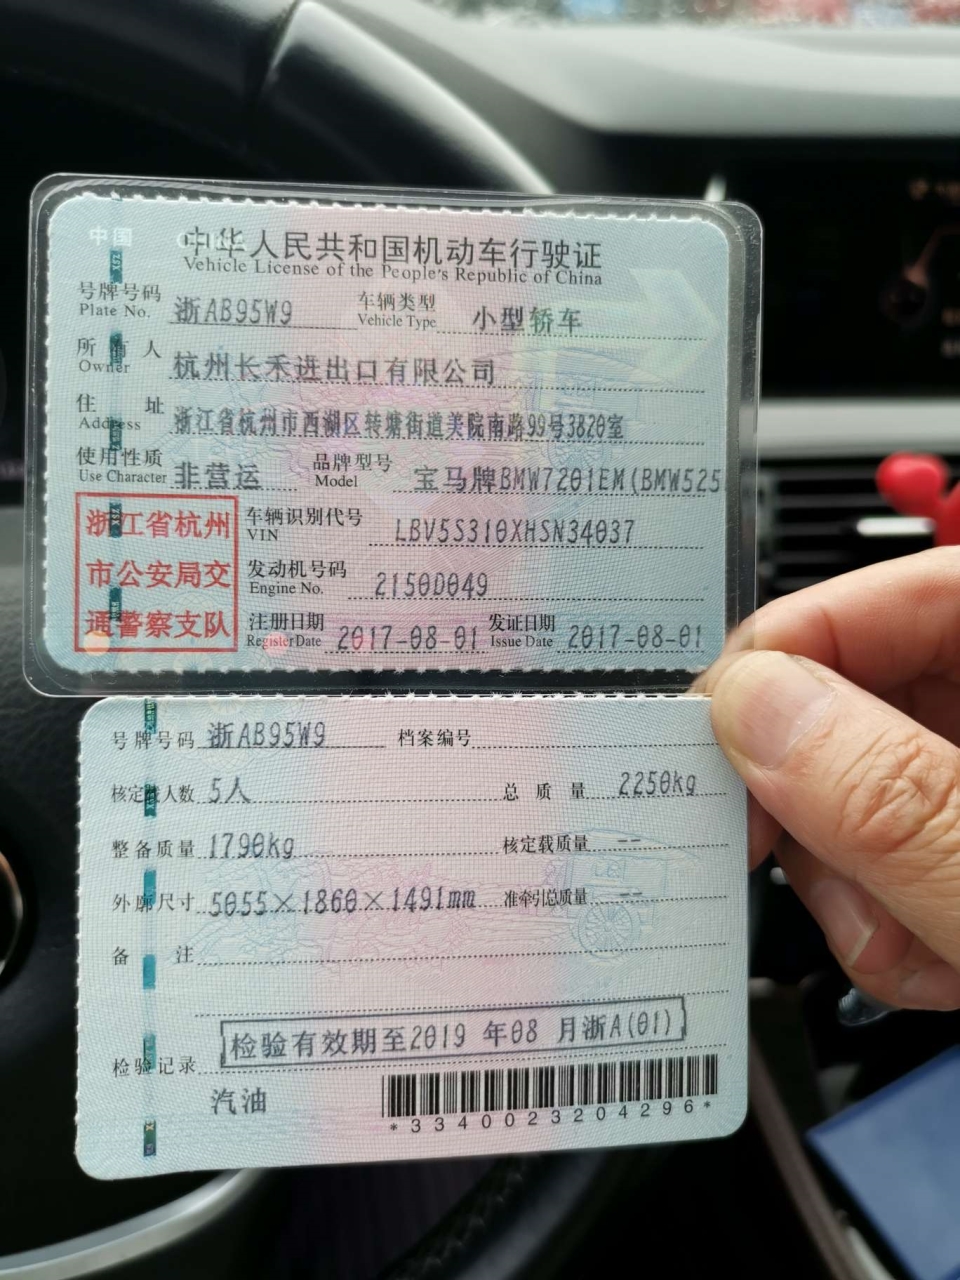 中国 CHINA
中华人民共和国机动车行驶证
Vehicle License of the People's Republic of China
号牌号码 浙AB95W9 车辆类型 小型轿车
Plate No. Vehicle Type
所有人 杭州长禾进出口有限公司
Owner
住址 浙江省杭州市西湖区转塘街道美院南路99号3820室
Address
使用性质 非营运 品牌型号 宝马牌BMW7201EM(BMW525
Use Character Model
浙江省杭州
市公安局交
通警察支队
车辆识别代号 LBV5S310XHSN34037
VIN
发动机号码 2150D049
Engine No.
注册日期 2017-08-01 发证日期 2017-08-01
Register Date Issue Date
号牌号码 浙AB95W9 档案编号
核定载人数 5人 总质量 2250kg
整备质量 1790kg 核定载质量 --
外廓尺寸 5055×1860×1491mm 准牵引总质量 --
备注
检验有效期至2019年08月浙A(01)
检验记录
汽油
*3340023204296*